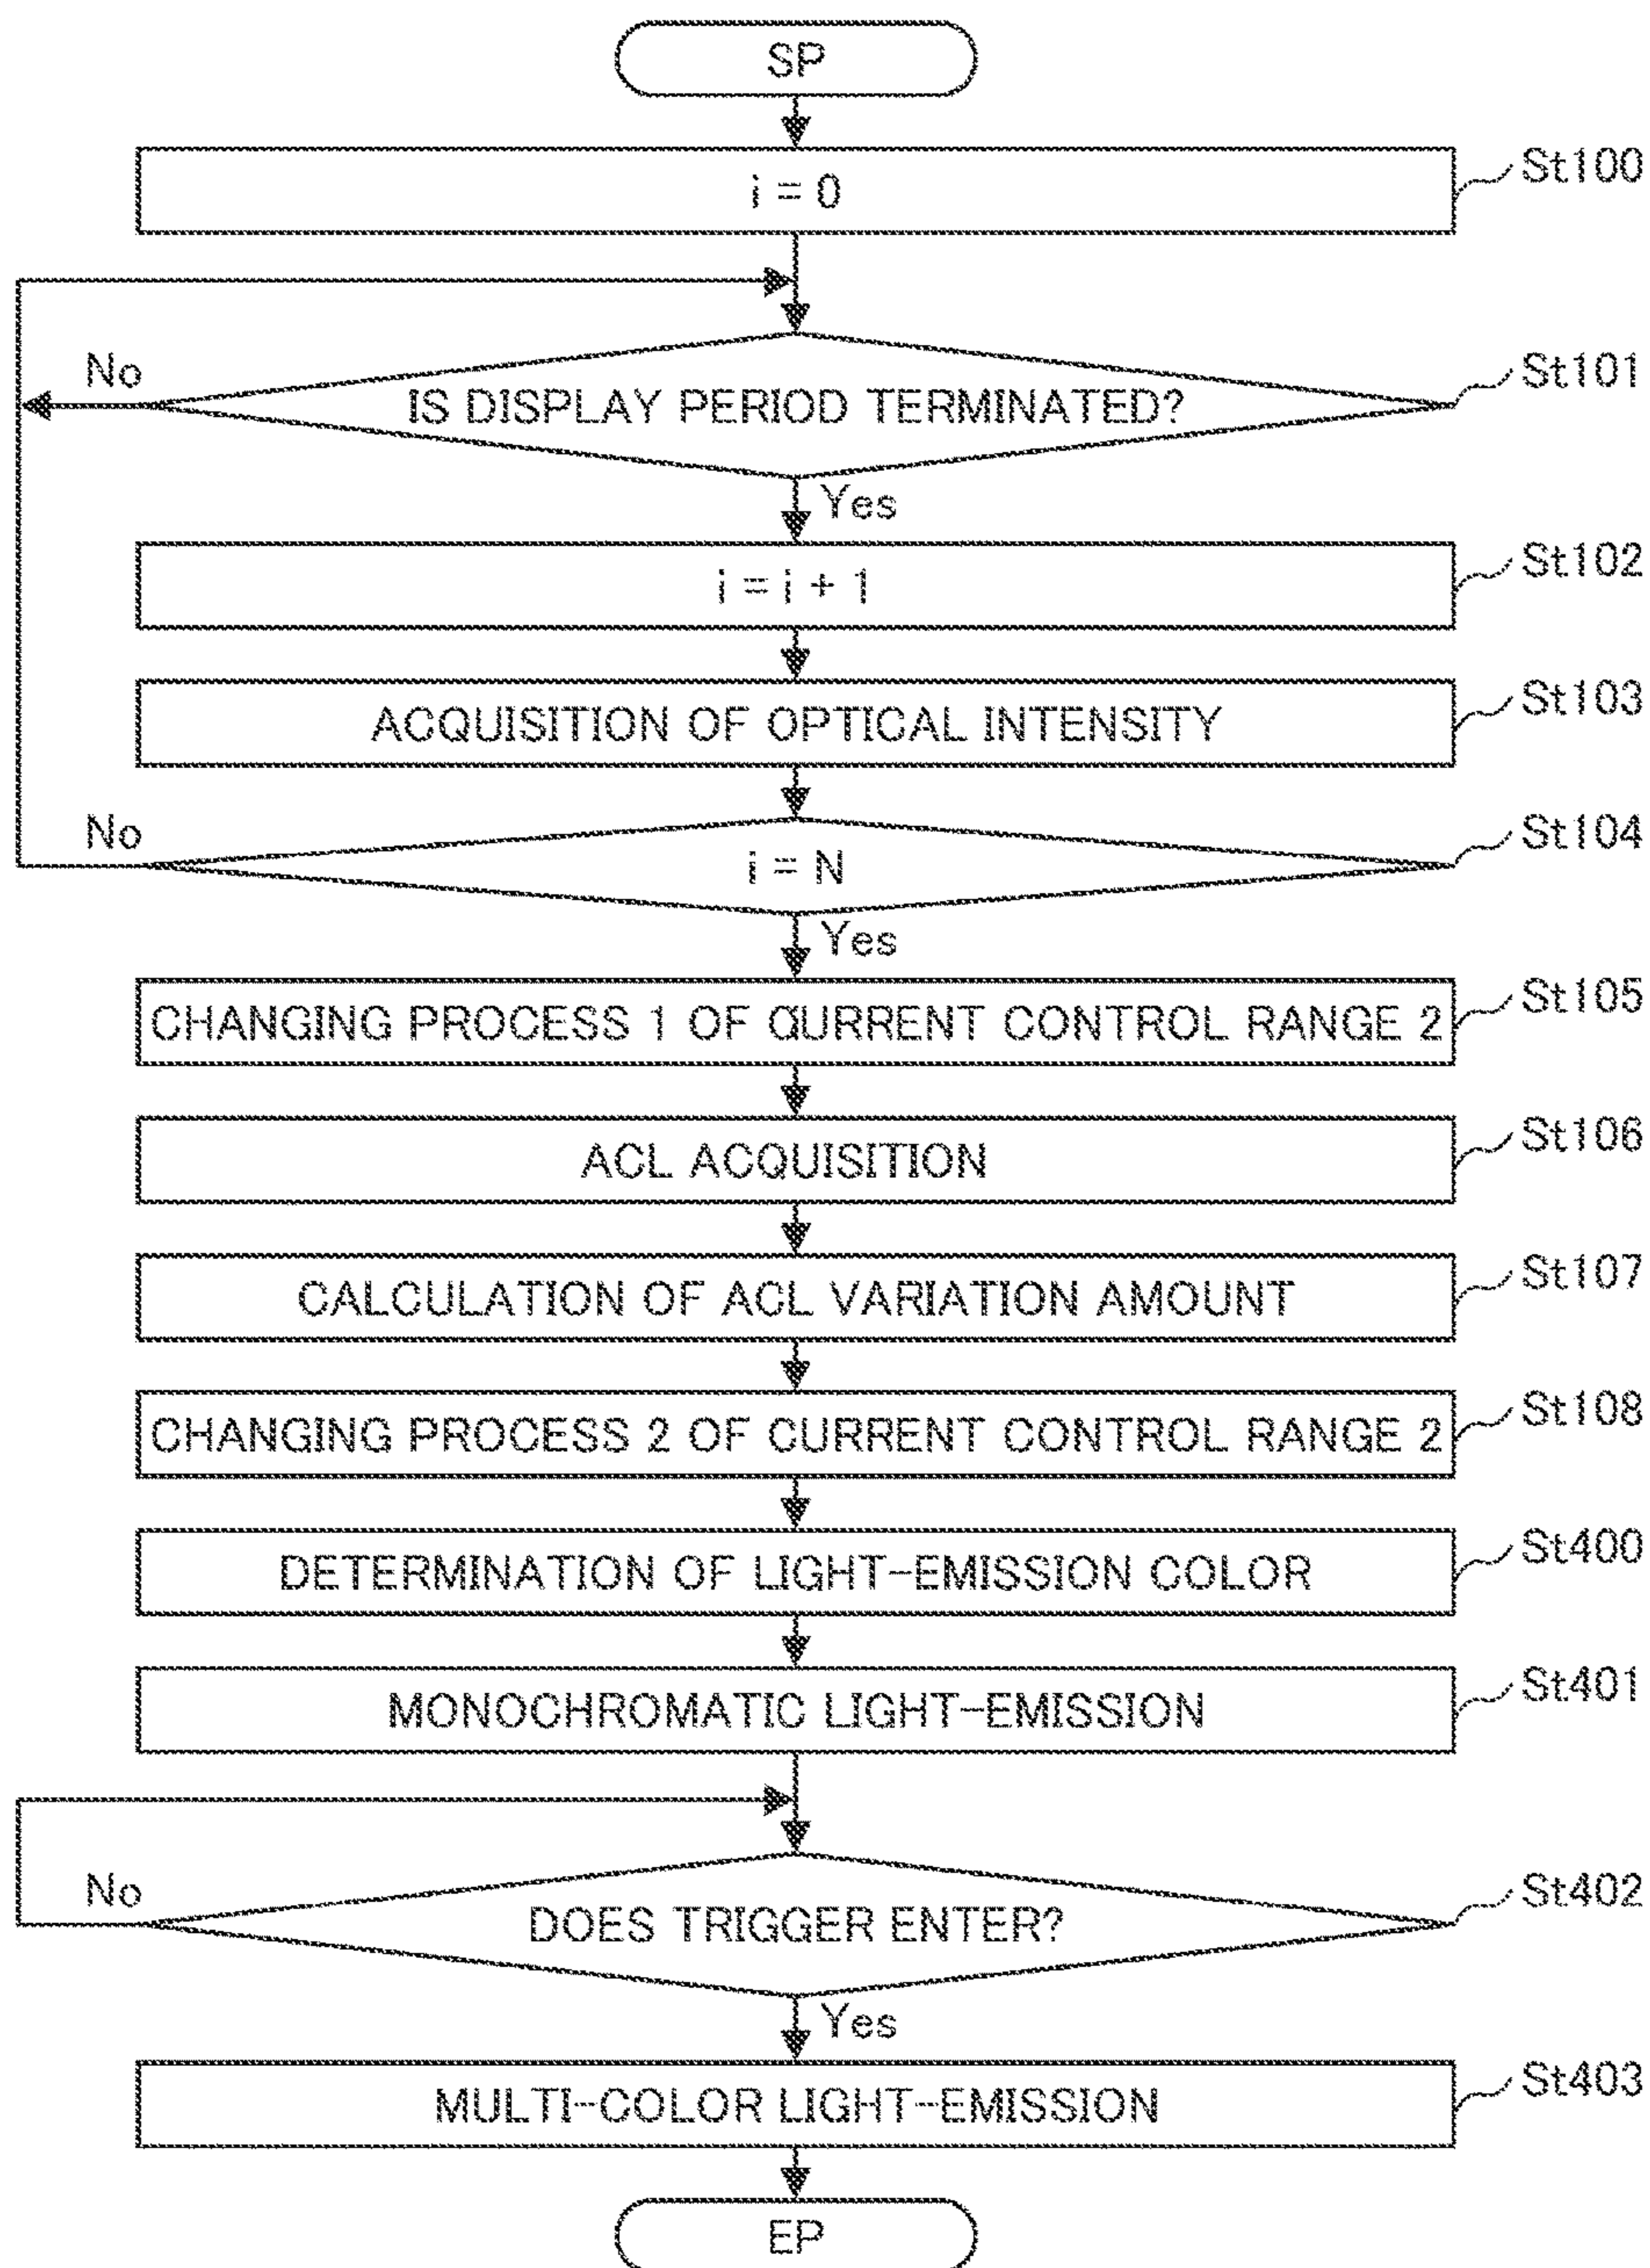 SP
i = 0
St100
No
IS DISPLAY PERIOD TERMINATED?
St101
Yes
i = i + 1
St102
ACQUISITION OF OPTICAL INTENSITY
St103
No
i = N
St104
Yes
CHANGING PROCESS 1 OF CURRENT CONTROL RANGE 2
St105
ACL ACQUISITION
St106
CALCULATION OF ACL VARIATION AMOUNT
St107
CHANGING PROCESS 2 OF CURRENT CONTROL RANGE 2
St108
DETERMINATION OF LIGHT-EMISSION COLOR
St400
MONOCHROMATIC LIGHT-EMISSION
St401
No
DOES TRIGGER ENTER?
St402
Yes
MULTI-COLOR LIGHT-EMISSION
St403
EP